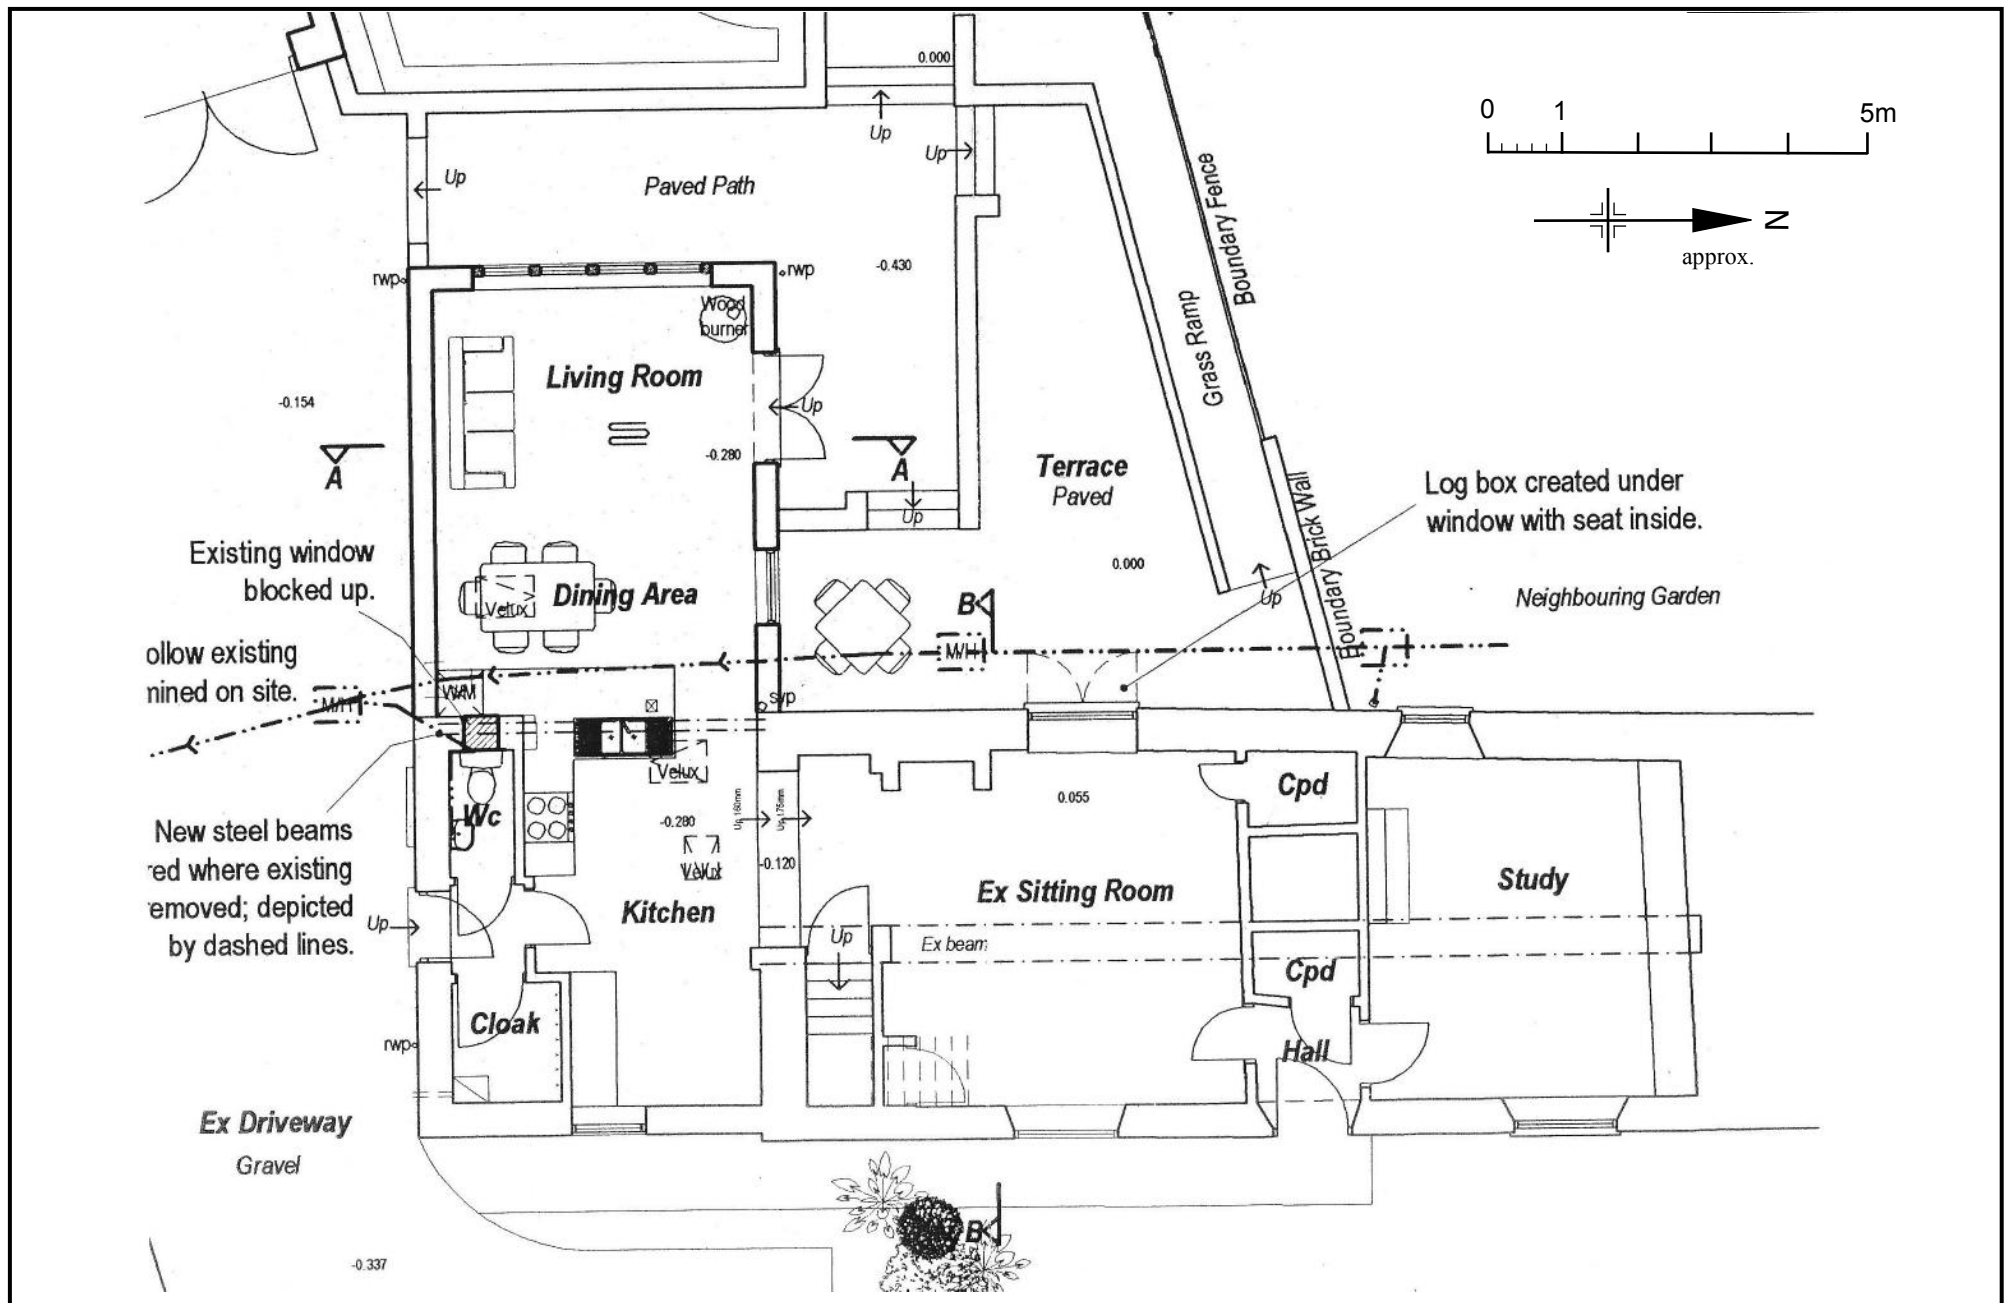 0.000
0 1 5m
Up
Up
Up
Paved Path
Boundary Fence
N
approx.
rwp
rwp
-0.430
Wood
burner
Grass Ramp
Living Room
-0.154
Up
-0.280
A
A
Terrace
Paved
Boundary Brick Wall
Log box created under
window with seat inside.
Up
Existing window
blocked up.
0.000
Velux
Dining Area
B
Up
Neighbouring Garden
ollow existing
mined on site.
M/H
M/H
W/M
svp
New steel beams
red where existing
emoved; depicted
by dashed lines.
Velux
Wc
-0.280
Up 160mm
Up 175mm
0.055
Cpd
-0.120
Velux
Ex Sitting Room
Study
Kitchen
Up
Up
Ex beam
Cpd
Cloak
rwp
Hall
Ex Driveway
Gravel
B
-0.337